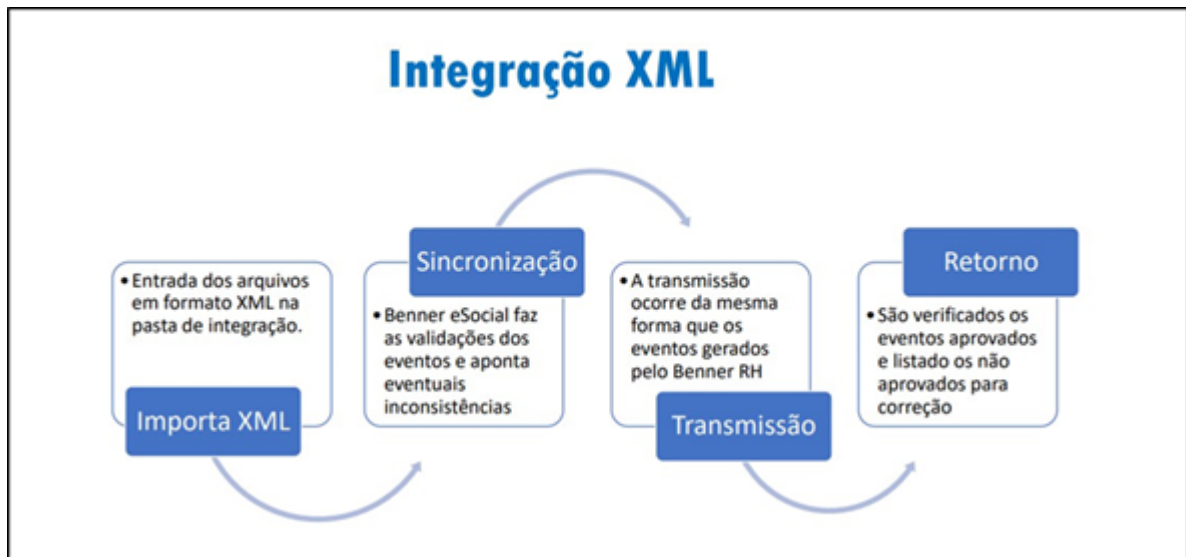 Integração XML
• Entrada dos arquivos
em formato XML na
pasta de integração.
Importa XML
Sincronização
• Benner eSocial faz
as validações dos
eventos e aponta
eventuais
inconsistências
• A transmissão
ocorre da mesma
forma que os
eventos gerados
pelo Benner RH
Transmissão
Retorno
• São verificados os
eventos aprovados
e listado os não
aprovados para
correção